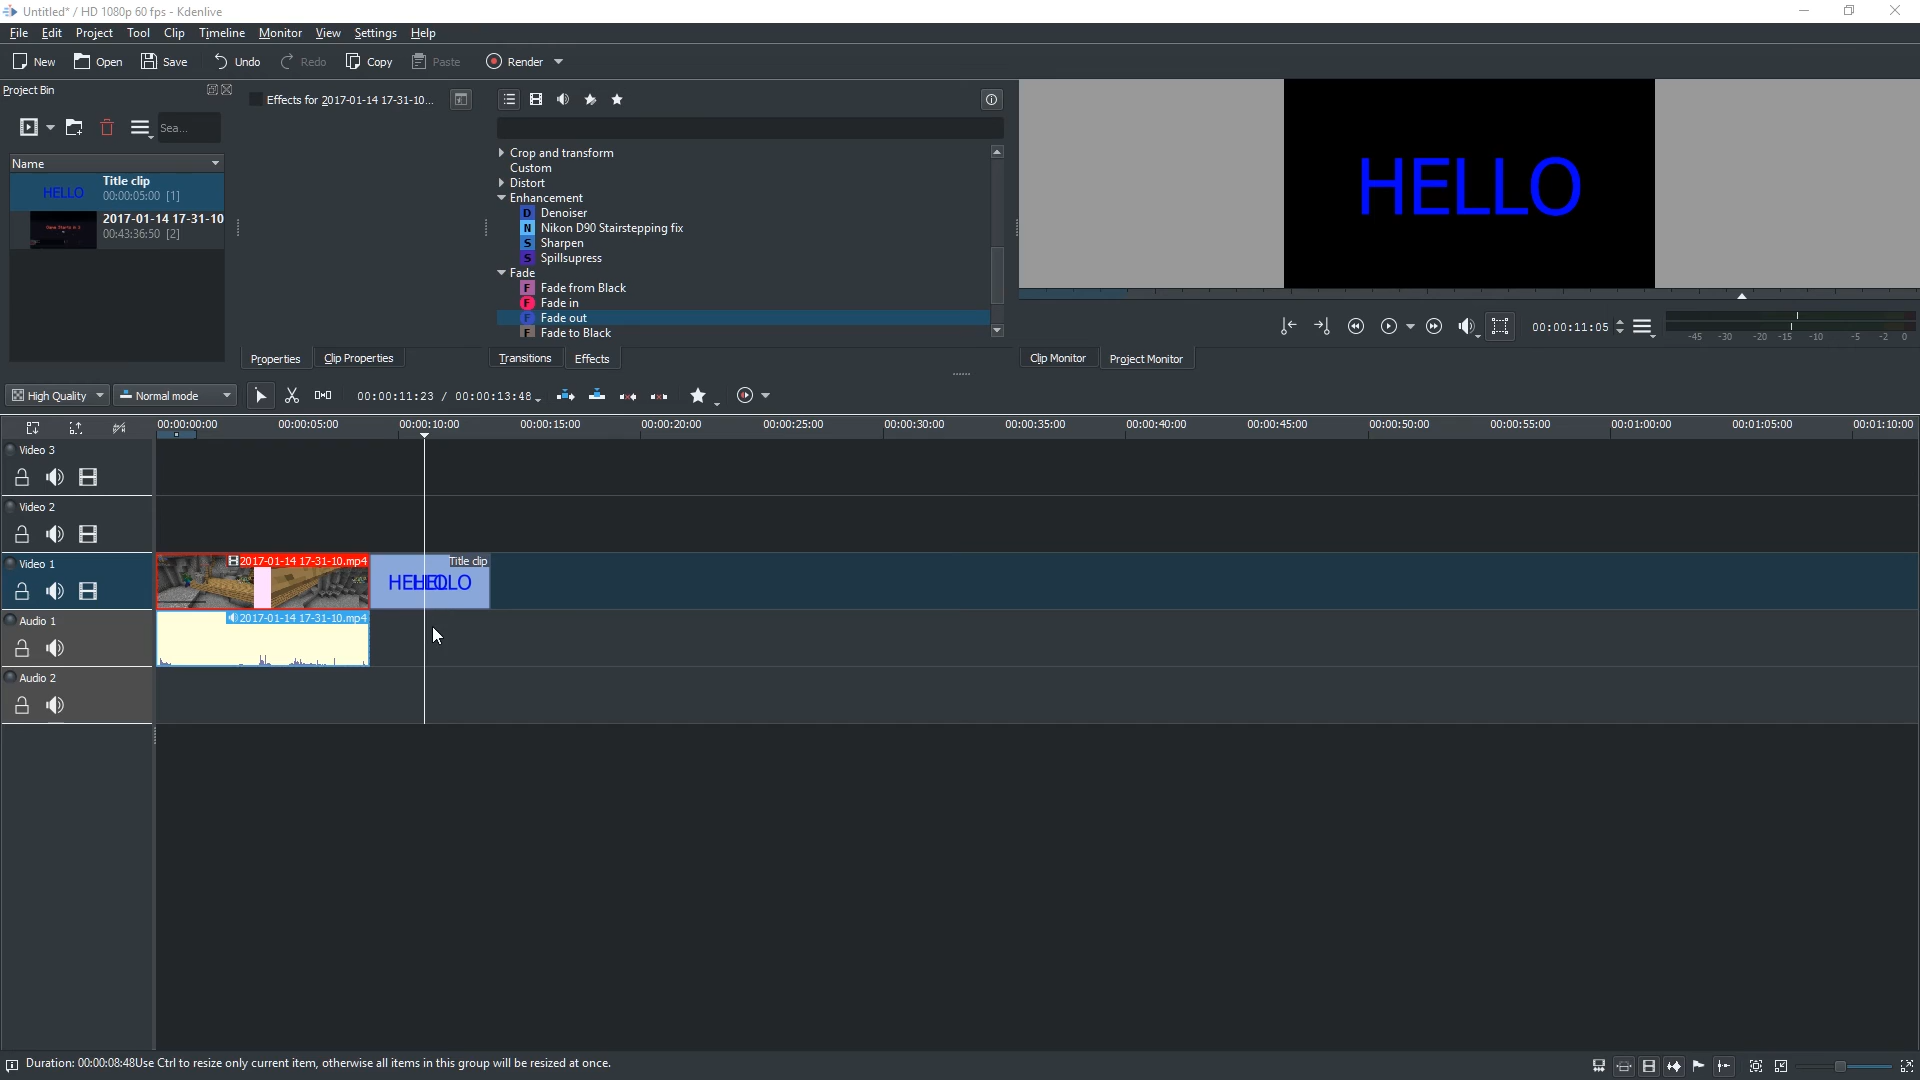 Untitled* / HD 1080p 60 fps - Kdenlive
File Edit Project Tool Clip Timeline Monitor View Settings Help
New Open Save Undo Redo Copy Paste Render
Project Bin
Sea...
Name
HELLO
Title clip
00:00:05:00 [1]
2017-01-14 17-31-10
00:43:36:50 [2]
Effects for 2017-01-14 17-31-10...
Properties Clip Properties
Crop and transform
Custom
Distort
Enhancement
D Denoiser
N Nikon D90 Stairstepping fix
S Sharpen
S Spillsupress
Fade
F Fade from Black
F Fade in
F Fade out
F Fade to Black
Transitions Effects
HELLO
00:00:11:05
-45 -30 -20 -15 -10 -5 -2 0
Clip Monitor Project Monitor
High Quality Normal mode 00:00:11:23 / 00:00:13:48
00:00:00:00 00:00:05:00 00:00:10:00 00:00:15:00 00:00:20:00 00:00:25:00 00:00:30:00 00:00:35:00 00:00:40:00 00:00:45:00 00:00:50:00 00:00:55:00 00:01:00:00 00:01:05:00 00:01:10:00
Video 3
Video 2
Video 1
2017-01-14 17-31-10.mp4
Title clip
Audio 1
2017-01-14 17-31-10.mp4
Audio 2
Duration: 00:00:08:48Use Ctrl to resize only current item, otherwise all items in this group will be resized at once.